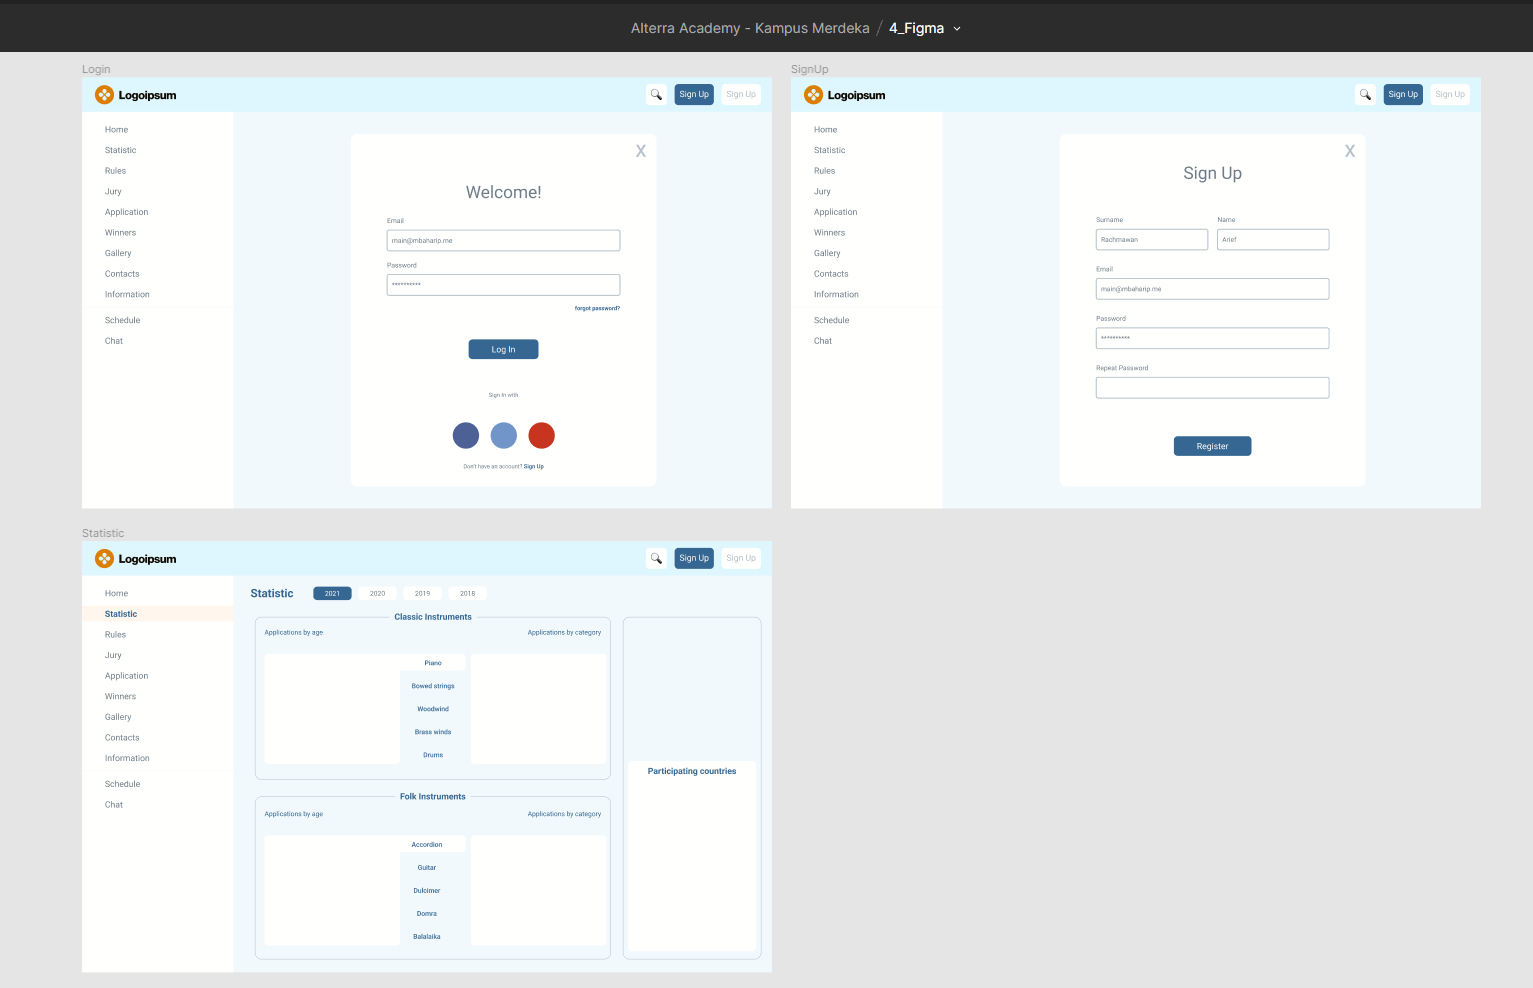 Alterra Academy - Kampus Merdeka / 4_Figma
Login
Logoipsum
Sign Up
Sign Up
Home
Statistic
Rules
Jury
Application
Winners
Gallery
Contacts
Information
Schedule
Chat
X
Welcome!
Email
main@mbaharip.me
Password
**********
forgot password?
Log In
Sign In with
Don't have an account? Sign Up
SignUp
Logoipsum
Sign Up
Sign Up
Home
Statistic
Rules
Jury
Application
Winners
Gallery
Contacts
Information
Schedule
Chat
X
Sign Up
Surname
Name
Rachmawan
Arief
Email
main@mbaharip.me
Password
**********
Repeat Password
Register
Statistic
Logoipsum
Sign Up
Sign Up
Home
Statistic
Rules
Jury
Application
Winners
Gallery
Contacts
Information
Schedule
Chat
Statistic
2021
2020
2019
2018
Classic Instruments
Applications by age
Applications by category
Piano
Bowed strings
Woodwind
Brass winds
Drums
Folk Instruments
Applications by age
Applications by category
Accordion
Guitar
Dulcimer
Domra
Balalaika
Participating countries